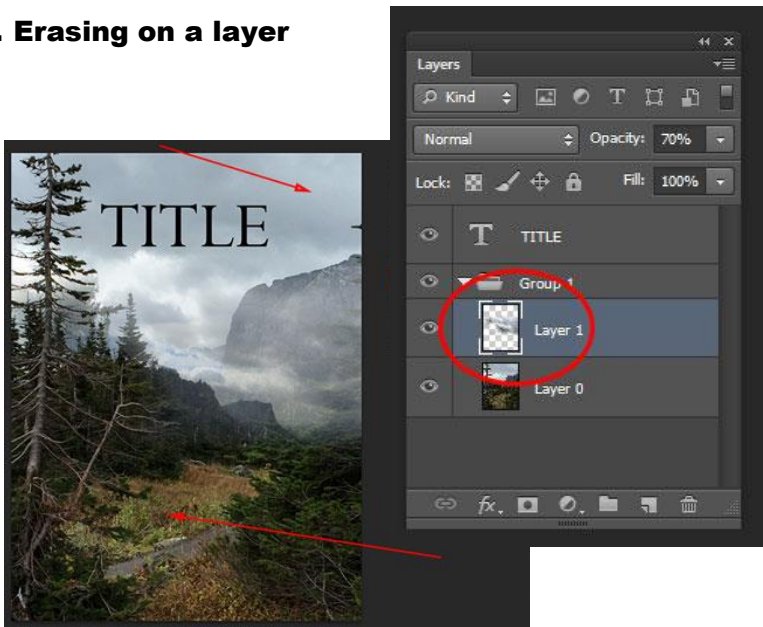 . Erasing on a layer
Layers
Kind
Normal
Opacity: 70%
Lock:
Fill: 100%
T TITLE
Group 1
Layer 1
Layer 0
fx.
TITLE